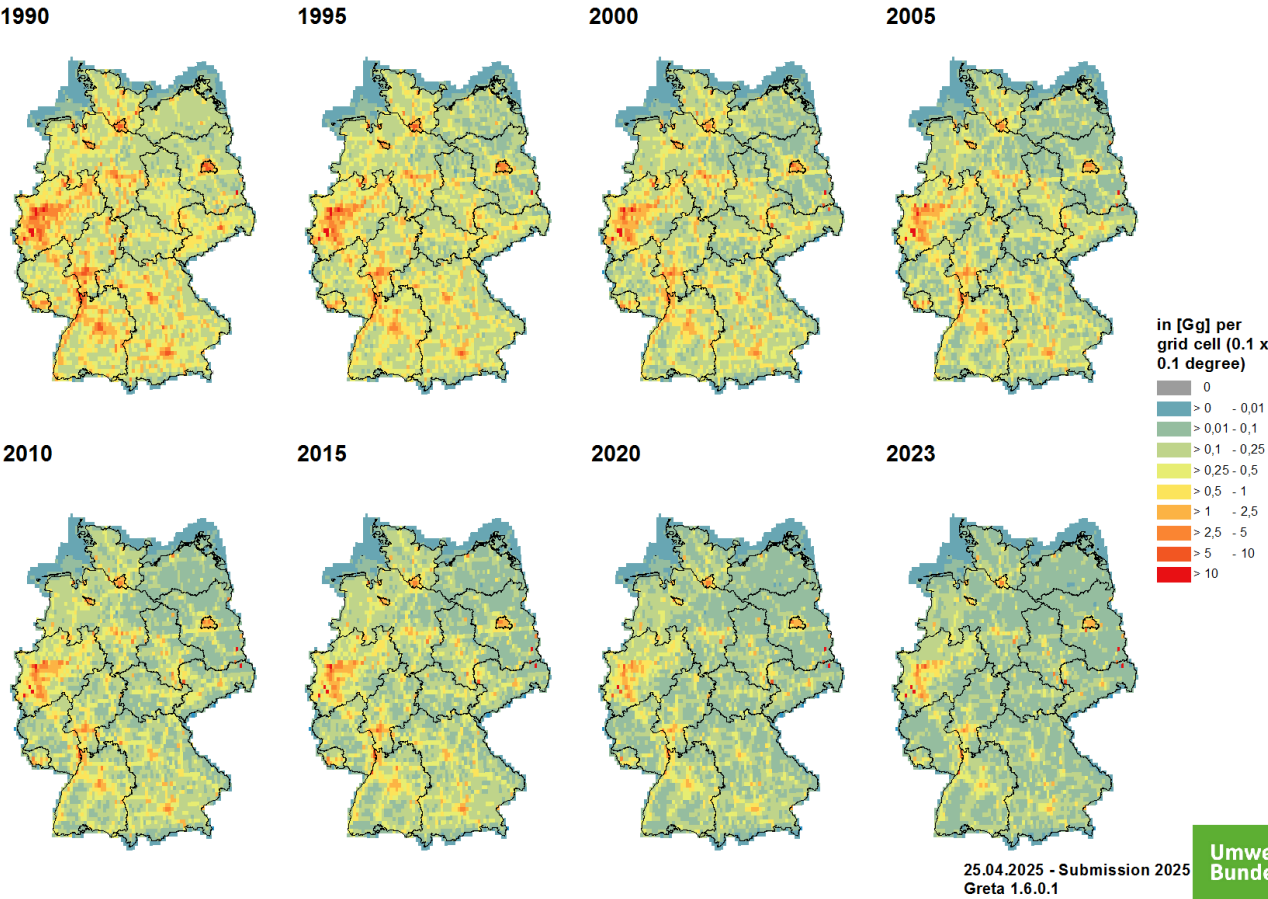 1990
1995
2000
2005
in [Gg] per
grid cell (0.1 x
0.1 degree)
0
> 0 - 0,01
> 0,01 - 0,1
> 0,1 - 0,25
> 0,25 - 0,5
> 0,5 - 1
> 1 - 2,5
> 2,5 - 5
> 5 - 10
> 10
2010
2015
2020
2023
25.04.2025 - Submission 2025
Greta 1.6.0.1
Umwe
Bunde